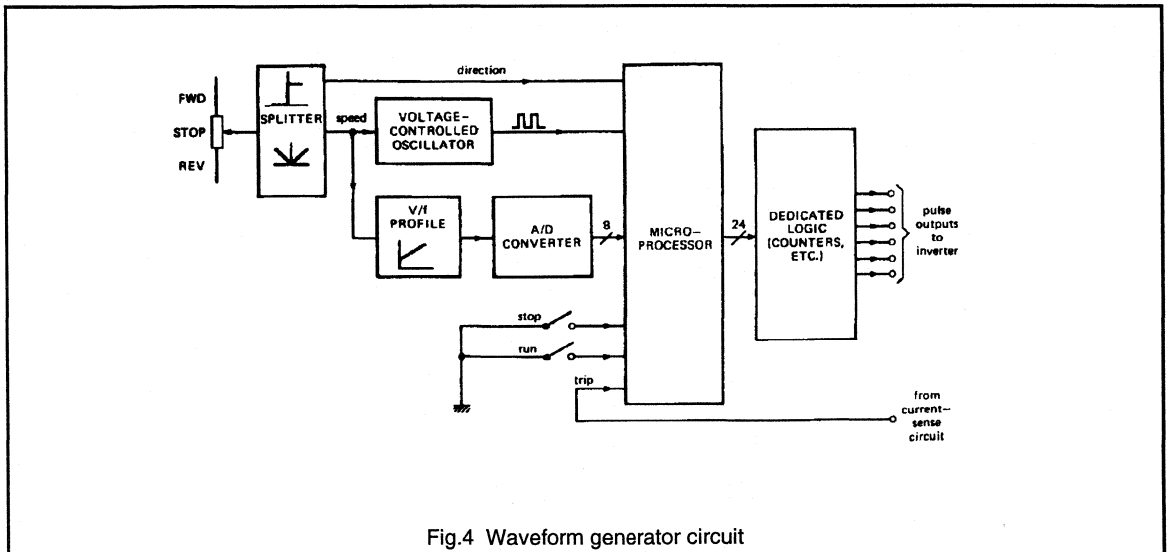 FWD
STOP
REV
SPLITTER
direction
speed
VOLTAGE-
CONTROLLED
OSCILLATOR
V/f
PROFILE
A/D
CONVERTER
8
stop
run
trip
MICRO-
PROCESSOR
24
DEDICATED
LOGIC
(COUNTERS,
ETC.)
pulse
outputs
to
inverter
from
current-
sense
circuit
Fig.4 Waveform generator circuit